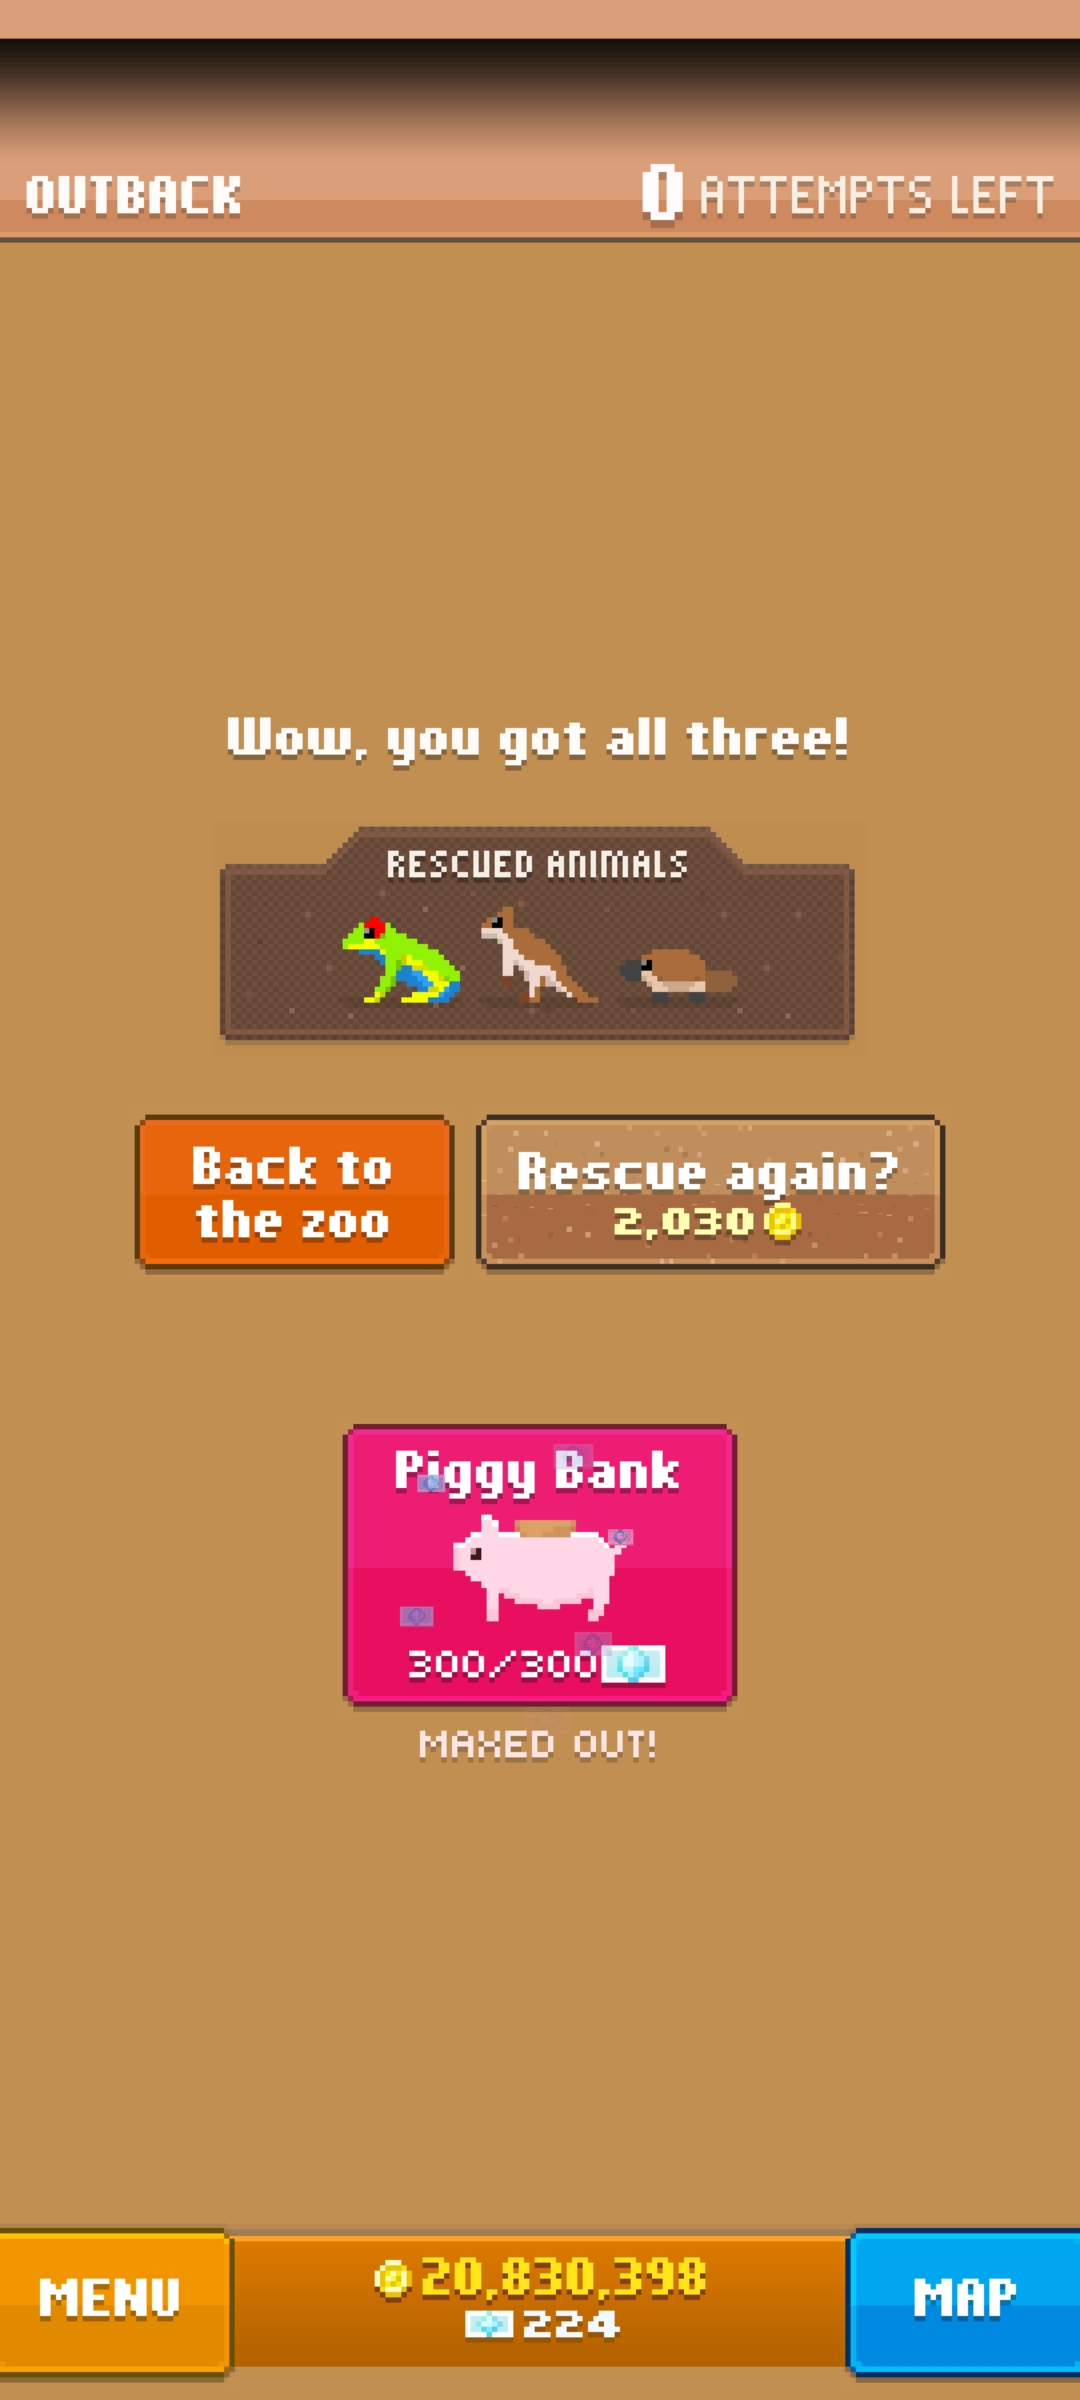 OUTBACK
0 ATTEMPTS LEFT
Wow, you got all three!
RESCUED ANIMALS
Back to
the zoo
Rescue again?
2,030
Piggy Bank
300/300
MAXED OUT!
MENU
20,830,398
224
MAP